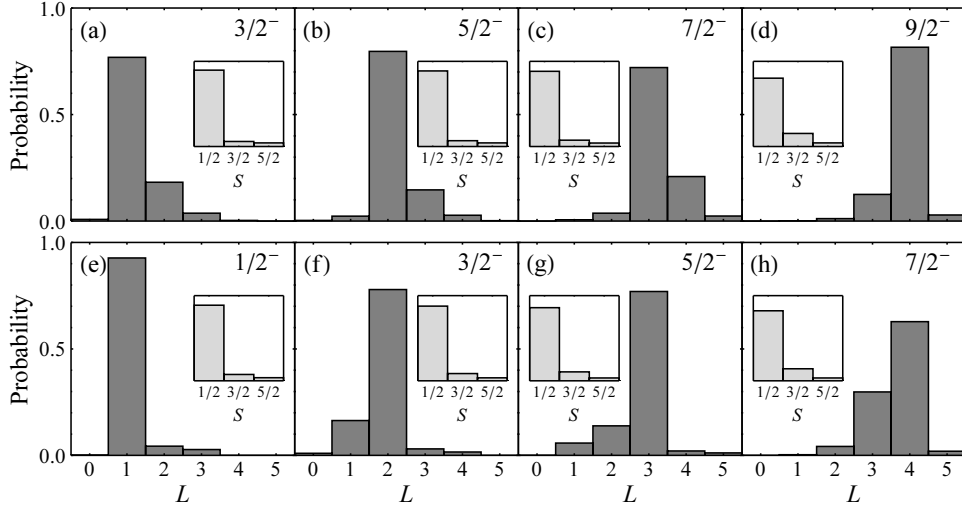 1.0
(a) 3/2⁻ (b) 5/2⁻ (c) 7/2⁻ (d) 9/2⁻
Probability
0.5
1/2 3/2 5/2 1/2 3/2 5/2 1/2 3/2 5/2 1/2 3/2 5/2
S S S S
0.0
1.0
(e) 1/2⁻ (f) 3/2⁻ (g) 5/2⁻ (h) 7/2⁻
Probability
0.5
1/2 3/2 5/2 1/2 3/2 5/2 1/2 3/2 5/2 1/2 3/2 5/2
S S S S
0.0
0 1 2 3 4 5 0 1 2 3 4 5 0 1 2 3 4 5 0 1 2 3 4 5
L L L L